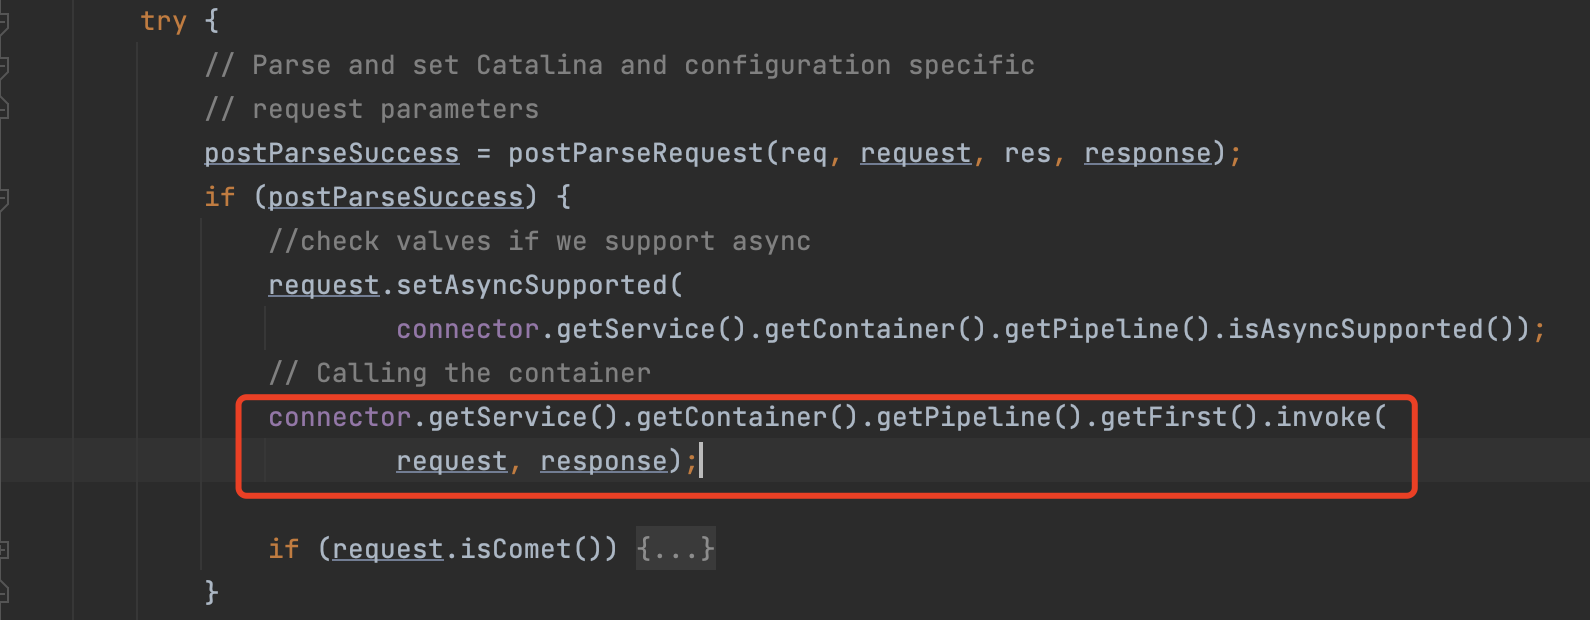 try {
// Parse and set Catalina and configuration specific
// request parameters
postParseSuccess = postParseRequest(req, request, res, response);
if (postParseSuccess) {
//check valves if we support async
request.setAsyncSupported(
connector.getService().getContainer().getPipeline().isAsyncSupported());
// Calling the container
connector.getService().getContainer().getPipeline().getFirst().invoke(
request, response);
if (request.isComet()) {...}
}